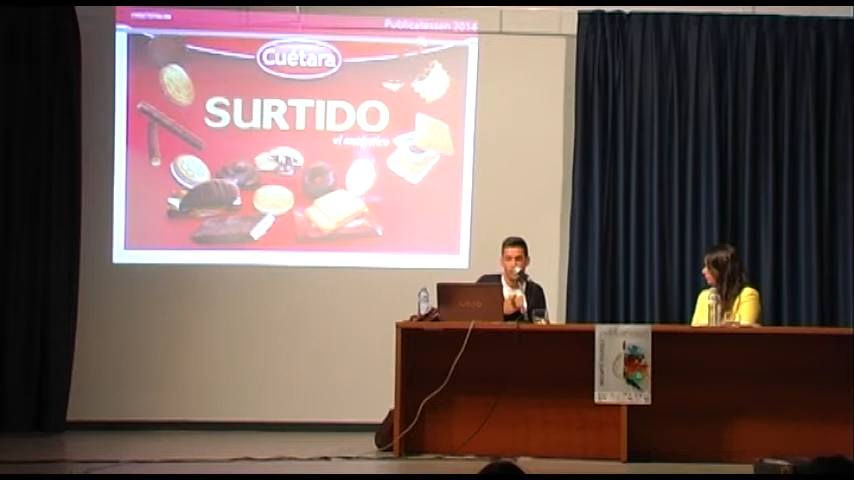 Publicatessen 2014
Cuétara
SURTIDO
el auténtico
VAIO